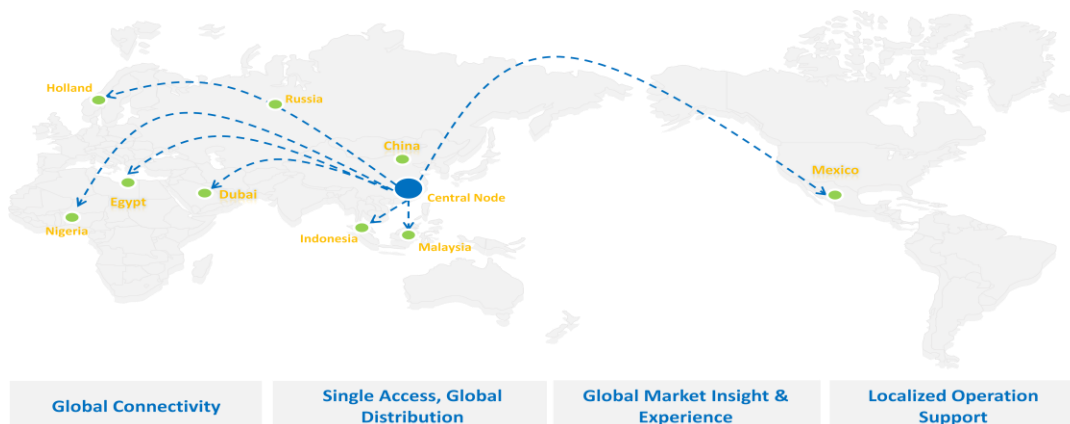 Holland
Russia
China
Mexico
Egypt
Dubai
Central Node
Nigeria
Indonesia
Malaysia
Global Connectivity
Single Access, Global
Distribution
Global Market Insight &
Experience
Localized Operation
Support